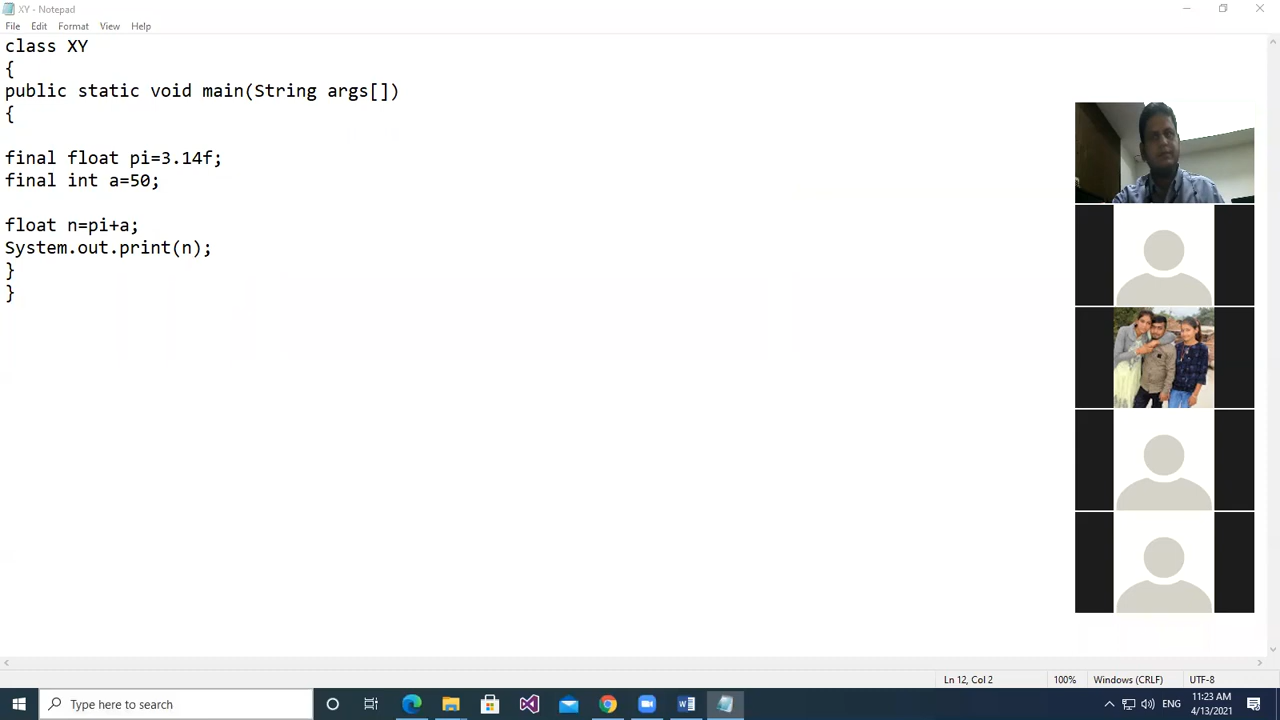 XY - Notepad
File Edit Format View Help
class XY
{
public static void main(String args[])
{
final float pi=3.14f;
final int a=50;
float n=pi+a;
System.out.print(n);
}
}
Ln 12, Col 2 100% Windows (CRLF) UTF-8
Type here to search
ENG
11:23 AM
4/13/2021